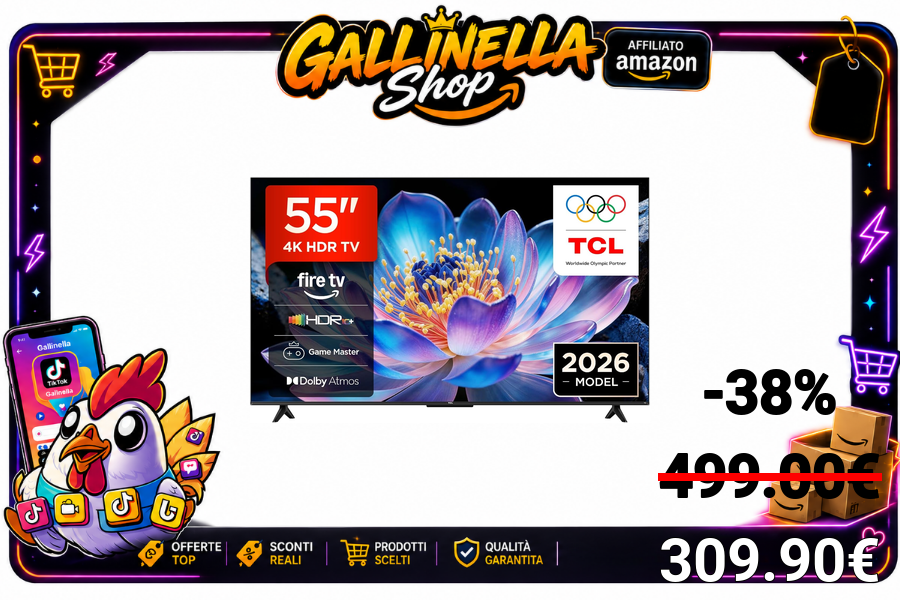 GALLINELLA
Shop
AFFILIATO
amazon
55"
4K HDR TV
fire tv
HDR10+
Game Master
Dolby Atmos
TCL
Worldwide Olympic Partner
2026
MODEL
Gallinella
TikTok
Gallinella
-38%
499.00€
309.90€
OFFERTE
TOP
SCONTI
REALI
PRODOTTI
SCELTI
QUALITÀ
GARANTITA